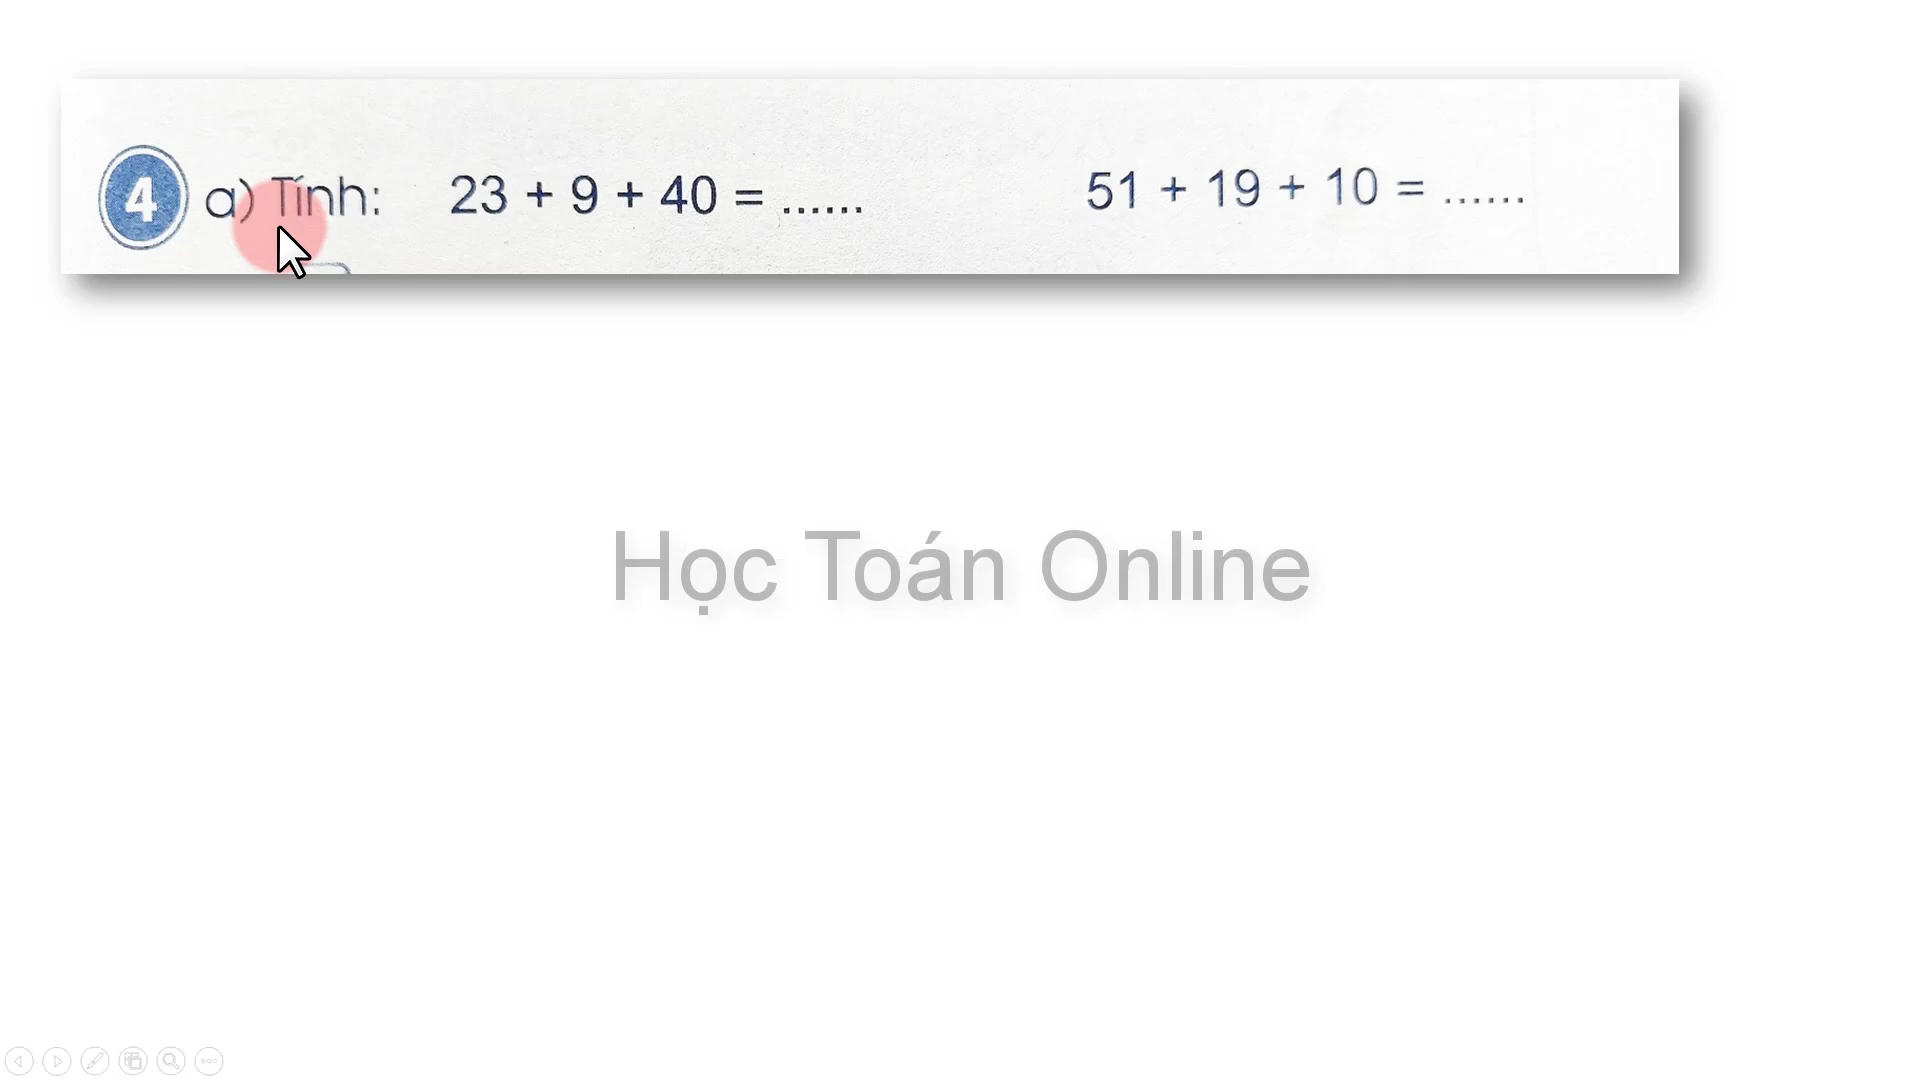 4 a) Tính: 23 + 9 + 40 = ...... 51 + 19 + 10 = ......
Học Toán Online